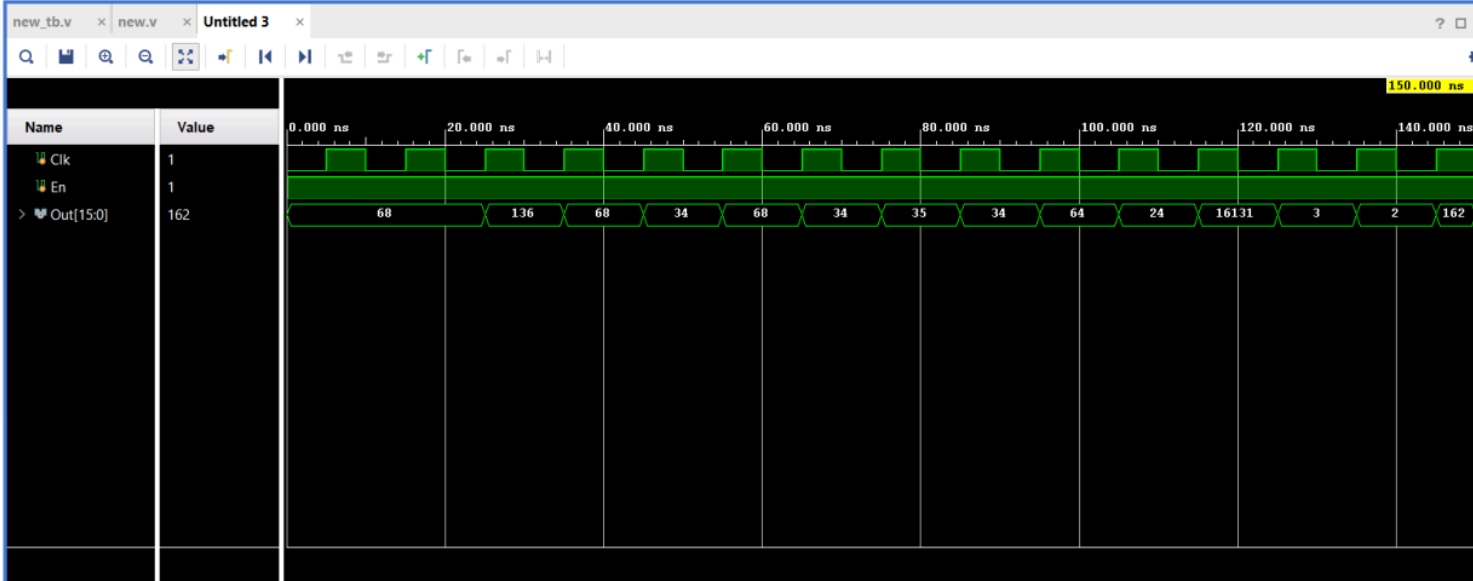 new_tb.v × new.v × Untitled 3 ×
150.000 ns
Name Value 0.000 ns 20.000 ns 40.000 ns 60.000 ns 80.000 ns 100.000 ns 120.000 ns 140.000 ns
Clk 1
En 1
Out[15:0] 162 68 136 68 34 68 34 35 34 64 24 16131 3 2 162